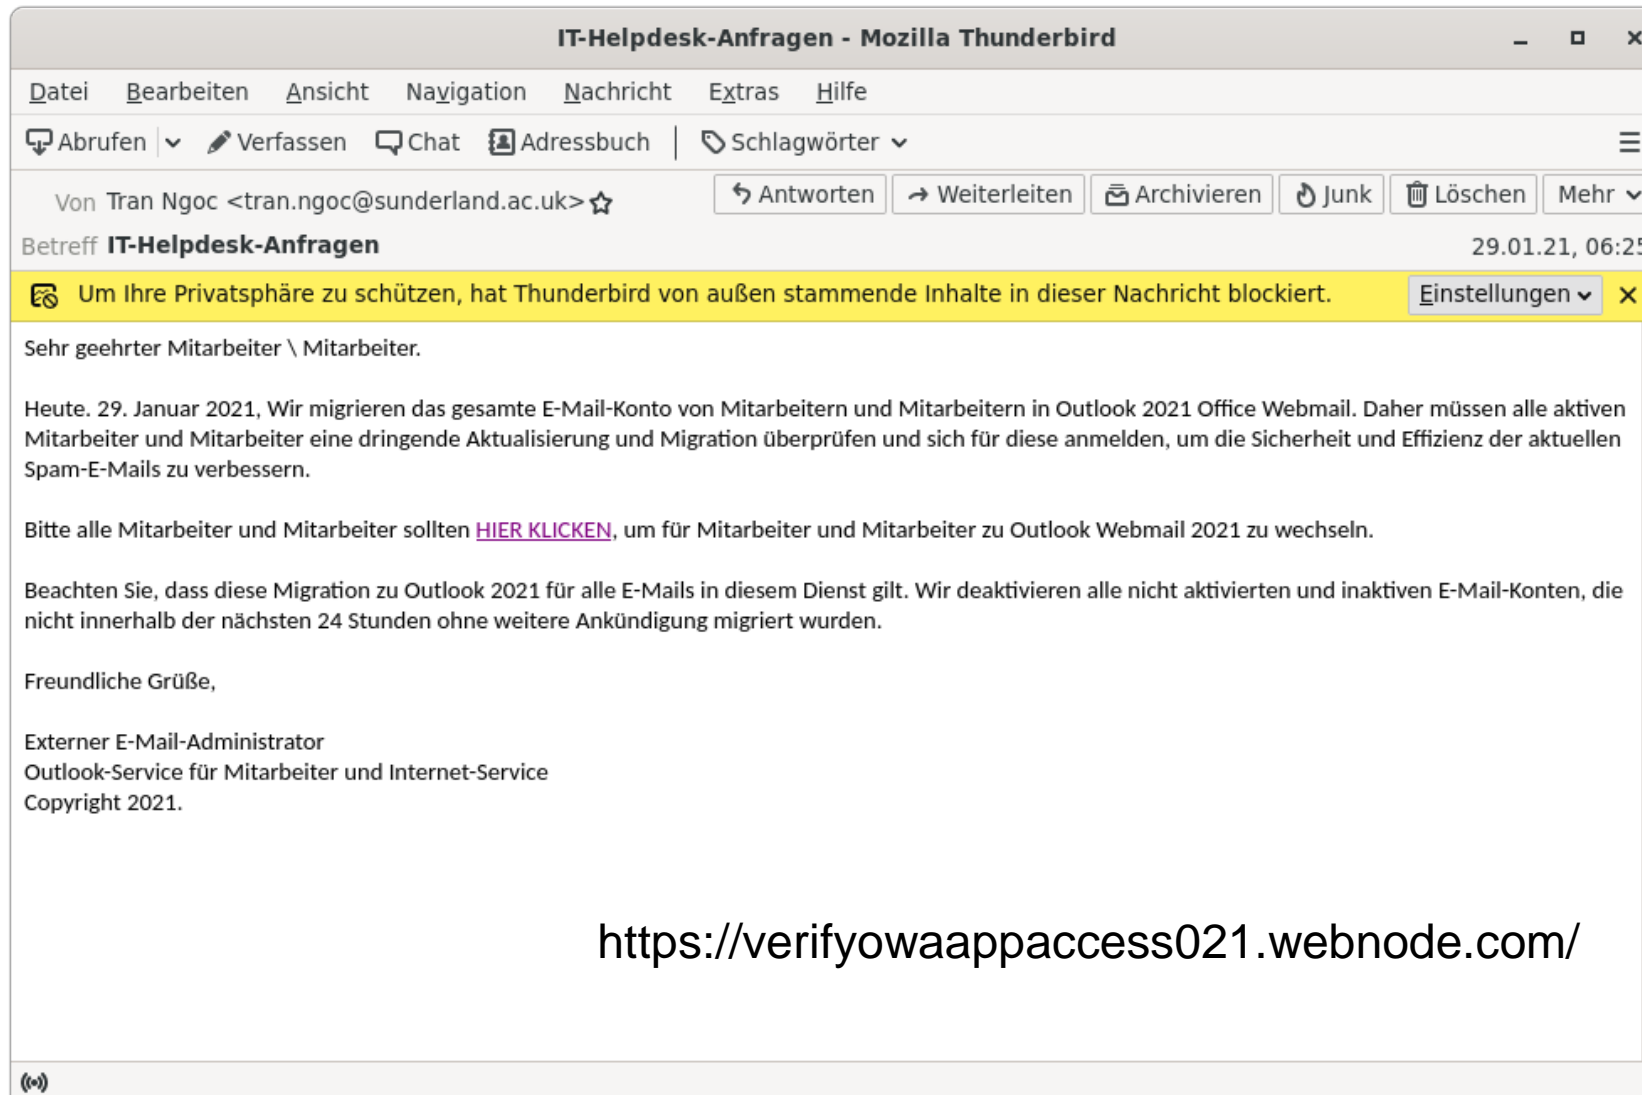 IT-Helpdesk-Anfragen - Mozilla Thunderbird
Datei Bearbeiten Ansicht Navigation Nachricht Extras Hilfe
Abrufen Verfassen Chat Adressbuch Schlagwörter
Von Tran Ngoc <tran.ngoc@sunderland.ac.uk> Antworten Weiterleiten Archivieren Junk Löschen Mehr
Betreff IT-Helpdesk-Anfragen 29.01.21, 06:25
Um Ihre Privatsphäre zu schützen, hat Thunderbird von außen stammende Inhalte in dieser Nachricht blockiert. Einstellungen
Sehr geehrter Mitarbeiter \ Mitarbeiter.
Heute. 29. Januar 2021, Wir migrieren das gesamte E-Mail-Konto von Mitarbeitern und Mitarbeitern in Outlook 2021 Office Webmail. Daher müssen alle aktiven
Mitarbeiter und Mitarbeiter eine dringende Aktualisierung und Migration überprüfen und sich für diese anmelden, um die Sicherheit und Effizienz der aktuellen
Spam-E-Mails zu verbessern.
Bitte alle Mitarbeiter und Mitarbeiter sollten HIER KLICKEN, um für Mitarbeiter und Mitarbeiter zu Outlook Webmail 2021 zu wechseln.
Beachten Sie, dass diese Migration zu Outlook 2021 für alle E-Mails in diesem Dienst gilt. Wir deaktivieren alle nicht aktivierten und inaktiven E-Mail-Konten, die
nicht innerhalb der nächsten 24 Stunden ohne weitere Ankündigung migriert wurden.
Freundliche Grüße,
Externer E-Mail-Administrator
Outlook-Service für Mitarbeiter und Internet-Service
Copyright 2021.
https://verifyowaappaccess021.webnode.com/